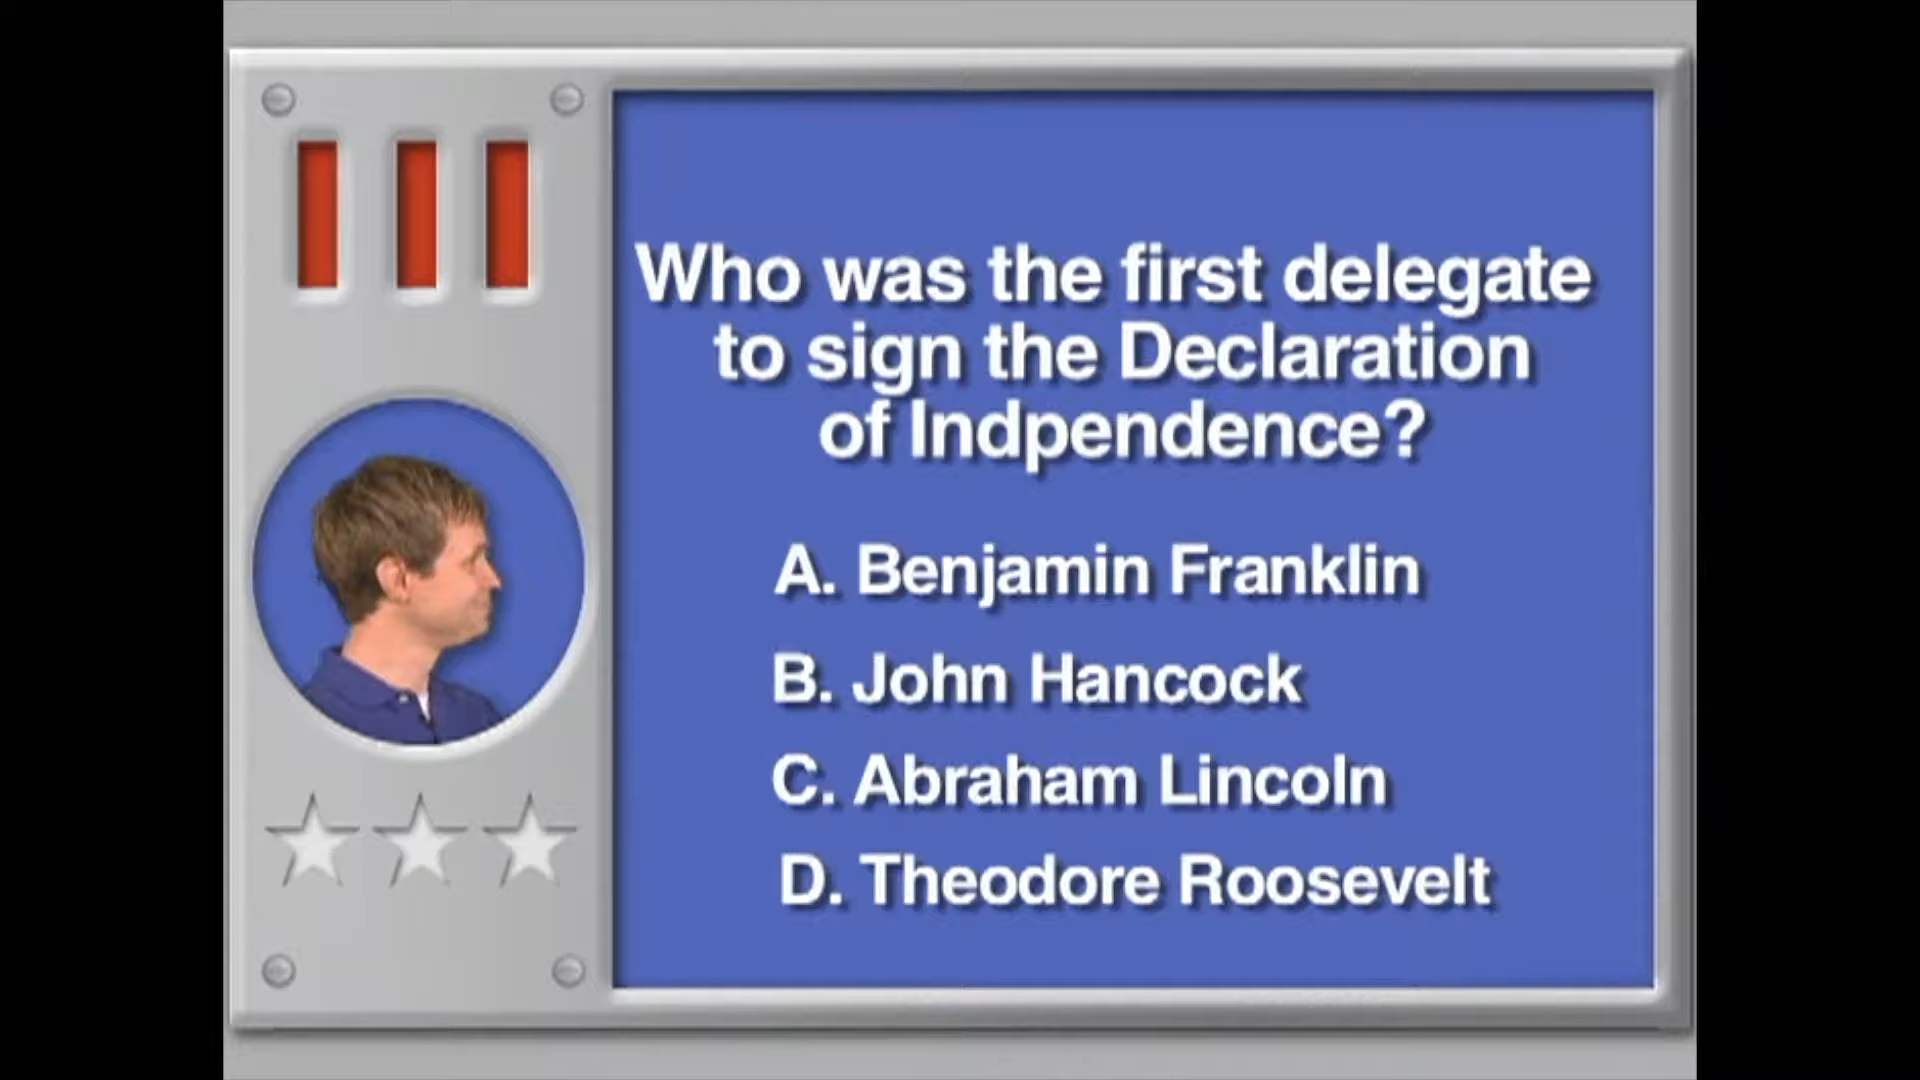 Who was the first delegate
to sign the Declaration
of Indpendence?
A. Benjamin Franklin
B. John Hancock
C. Abraham Lincoln
D. Theodore Roosevelt